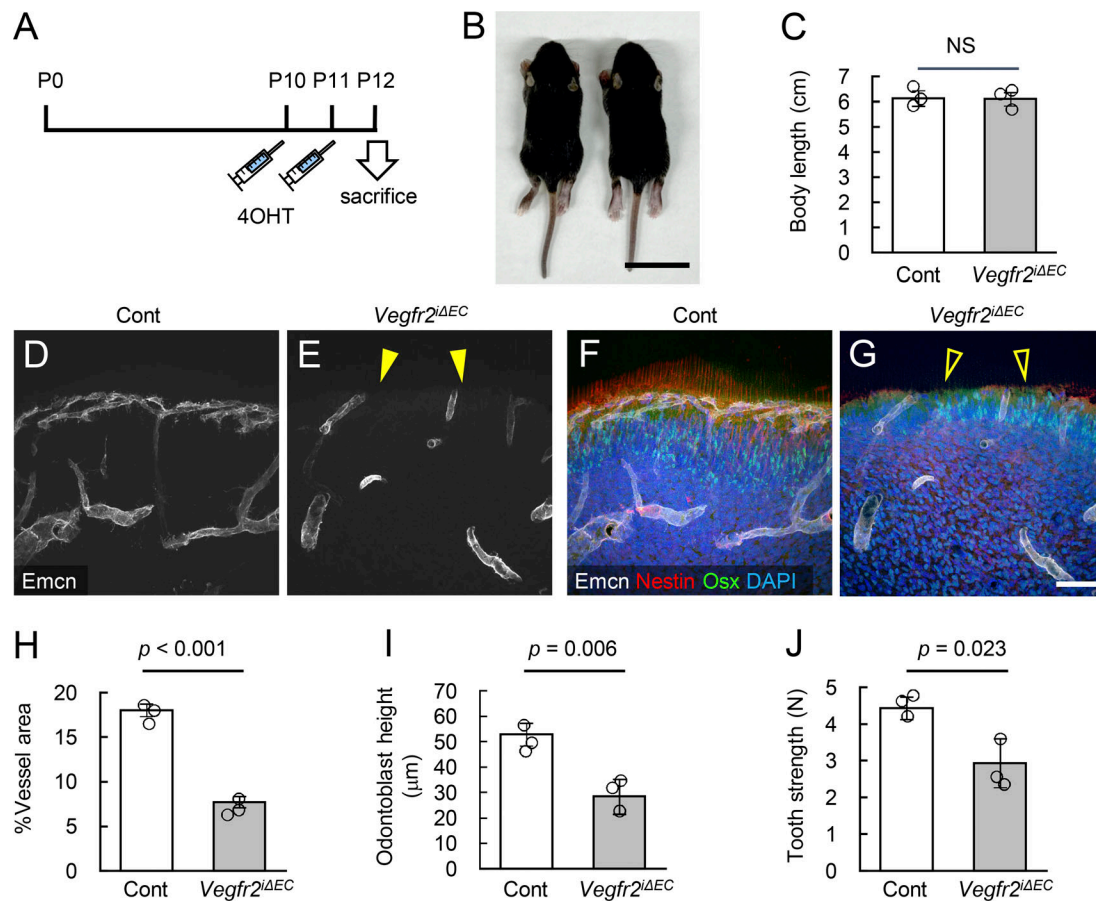 A
P0
P10 P11 P12
4OHT
sacrifice
B
C
NS
Body length (cm)
7
6
5
4
3
2
1
0
Cont
Vegfr2iΔEC
Cont
Vegfr2iΔEC
Cont
Vegfr2iΔEC
D
E
F
G
Emcn
Emcn Nestin Osx DAPI
H
p < 0.001
%Vessel area
20
15
10
5
0
Cont
Vegfr2iΔEC
I
p = 0.006
Odontoblast height
(μm)
70
60
50
40
30
20
10
0
Cont
Vegfr2iΔEC
J
p = 0.023
Tooth strength (N)
5
4
3
2
1
0
Cont
Vegfr2iΔEC